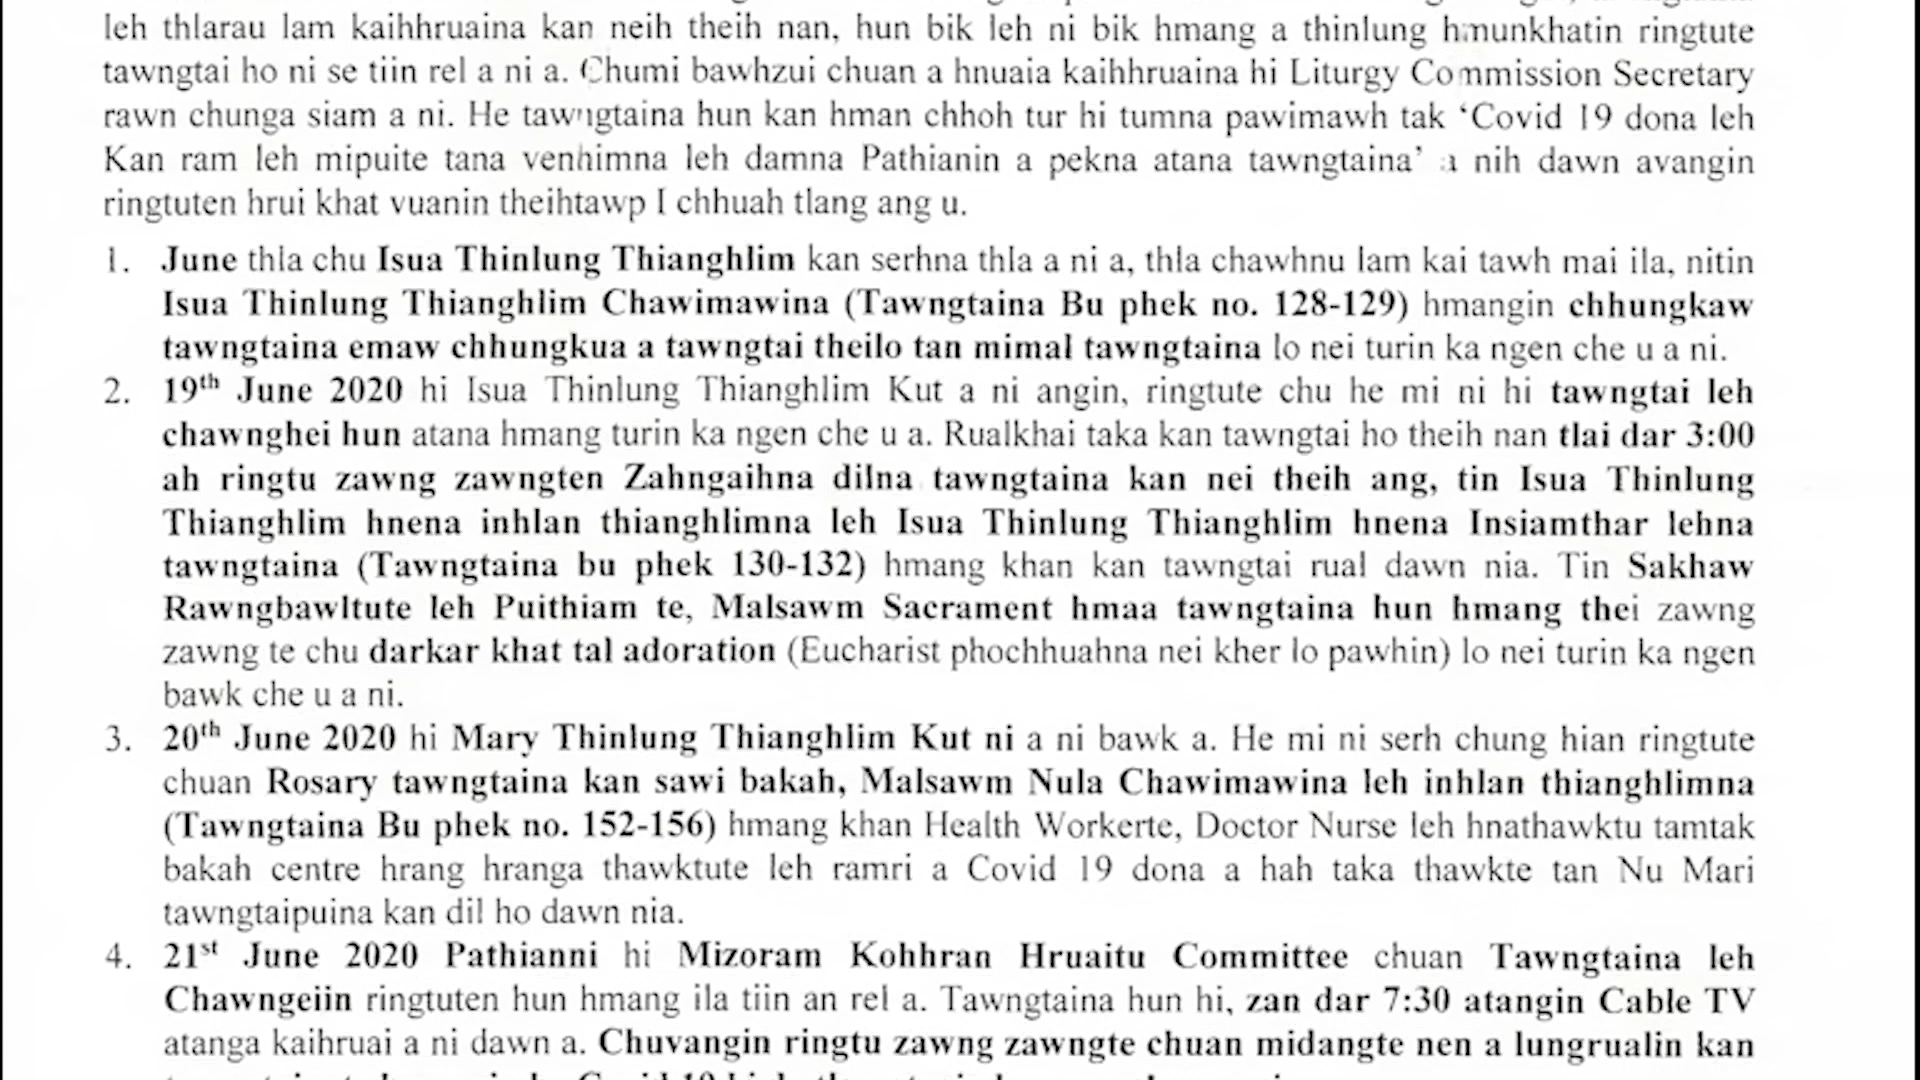 leh thlarau lam kaihhruaina kan neih theih nan, hun bik leh ni bik hmang a thinlung hmunkhatin ringtute
tawngtai ho ni se tiin rel a ni a. Chumi bawhzui chuan a hnuaia kaihhruaina hi Liturgy Commission Secretary
rawn chunga siam a ni. He tawngtaina hun kan hman chhoh tur hi tumna pawimawh tak ‘Covid 19 dona leh
Kan ram leh mipuite tana venhimna leh damna Pathianin a pekna atana tawngtaina’ a nih dawn avangin
ringtuten hrui khat vuanin theihtawp I chhuah tlang ang u.
1. June thla chu Isua Thinlung Thianghlim kan serhna thla a ni a, thla chawhnu lam kai tawh mai ila, nitin
Isua Thinlung Thianghlim Chawimawina (Tawngtaina Bu phek no. 128-129) hmangin chhungkaw
tawngtaina emaw chhungkua a tawngtai theilo tan mimal tawngtaina lo nei turin ka ngen che u a ni.
2. 19th June 2020 hi Isua Thinlung Thianghlim Kut a ni angin, ringtute chu he mi ni hi tawngtai leh
chawnghei hun atana hmang turin ka ngen che u a. Rualkhai taka kan tawngtai ho theih nan tlai dar 3:00
ah ringtu zawng zawngten Zahngaihna dilna tawngtaina kan nei theih ang, tin Isua Thinlung
Thianghlim hnena inhlan thianghlimna leh Isua Thinlung Thianghlim hnena Insiamthar lehna
tawngtaina (Tawngtaina bu phek 130-132) hmang khan kan tawngtai rual dawn nia. Tin Sakhaw
Rawngbawltute leh Puithiam te, Malsawm Sacrament hmaa tawngtaina hun hmang thei zawng
zawng te chu darkar khat tal adoration (Eucharist phochhuahna nei kher lo pawhin) lo nei turin ka ngen
bawk che u a ni.
3. 20th June 2020 hi Mary Thinlung Thianghlim Kut ni a ni bawk a. He mi ni serh chung hian ringtute
chuan Rosary tawngtaina kan sawi bakah, Malsawm Nula Chawimawina leh inhlan thianghlimna
(Tawngtaina Bu phek no. 152-156) hmang khan Health Workerte, Doctor Nurse leh hnathawktu tamtak
bakah centre hrang hranga thawktute leh ramri a Covid 19 dona a hah taka thawkte tan Nu Mari
tawngtaipuina kan dil ho dawn nia.
4. 21st June 2020 Pathianni hi Mizoram Kohhran Hruaitu Committee chuan Tawngtaina leh
Chawngeiin ringtuten hun hmang ila tiin an rel a. Tawngtaina hun hi, zan dar 7:30 atangin Cable TV
atanga kaihruai a ni dawn a. Chuvangin ringtu zawng zawngte chuan midangte nen a lungrualin kan